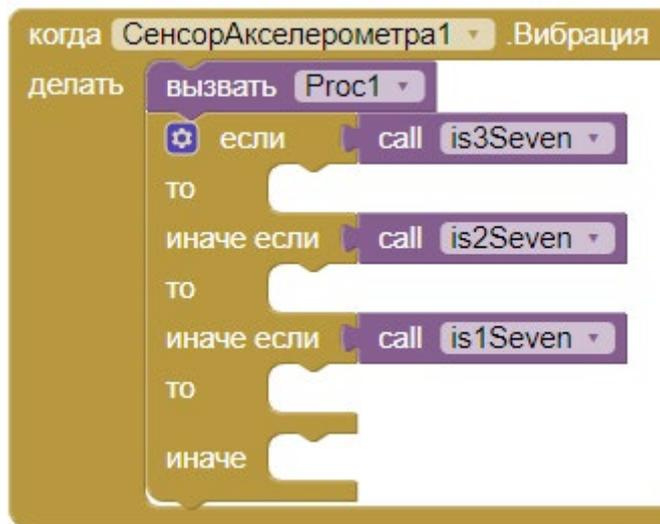 когда СенсорАкселерометра1 .Вибрация
делать вызвать Proc1
если call is3Seven
то
иначе если call is2Seven
то
иначе если call is1Seven
то
иначе